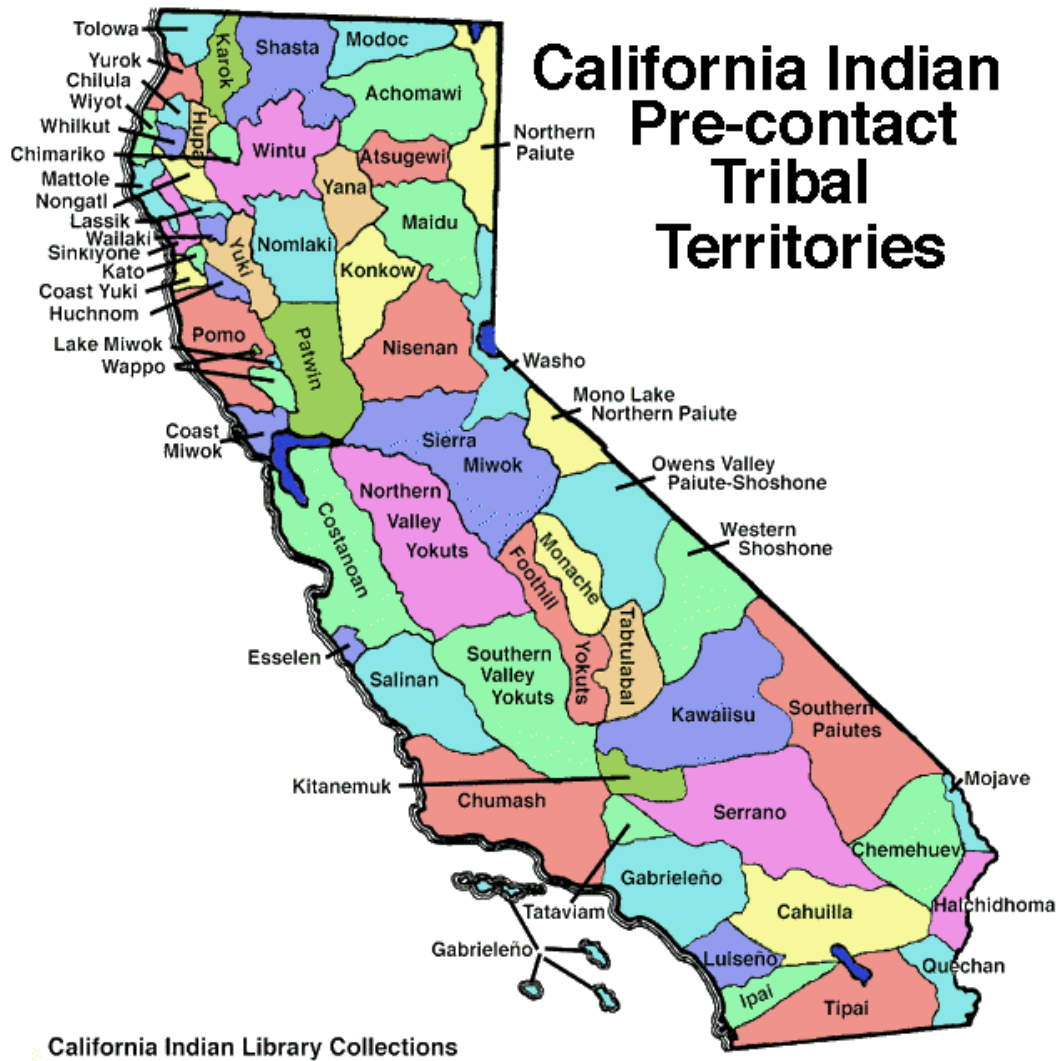 California Indian
Pre-contact
Tribal
Territories
Tolowa
Yurok
Chilula
Wiyot
Whilkut
Chimariko
Mattole
Nongatl
Lassik
Wailaki
Sinkiyone
Kato
Coast Yuki
Huchnom
Lake Miwok
Wappo
Coast
Miwok
Karok
Shasta
Modoc
Achomawi
Hupa
Wintu
Atsugewi
Northern
Paiute
Yana
Maidu
Yuki
Nomlaki
Konkow
Pomo
Patwin
Nisenan
Washo
Mono Lake
Northern Paiute
Sierra
Miwok
Owens Valley
Paiute-Shoshone
Northern
Valley
Yokuts
Costanoan
Western
Shoshone
Foothill
Yokuts
Monache
Tabtulabal
Esselen
Salinan
Southern
Valley
Yokuts
Kawaiisu
Southern
Paiutes
Kitanemuk
Chumash
Serrano
Mojave
Chemehuevi
Tataviam
Gabrieleño
Cahuilla
Halchidhoma
Gabrieleño
Luiseño
Quechan
Ipai
Tipai
California Indian Library Collections